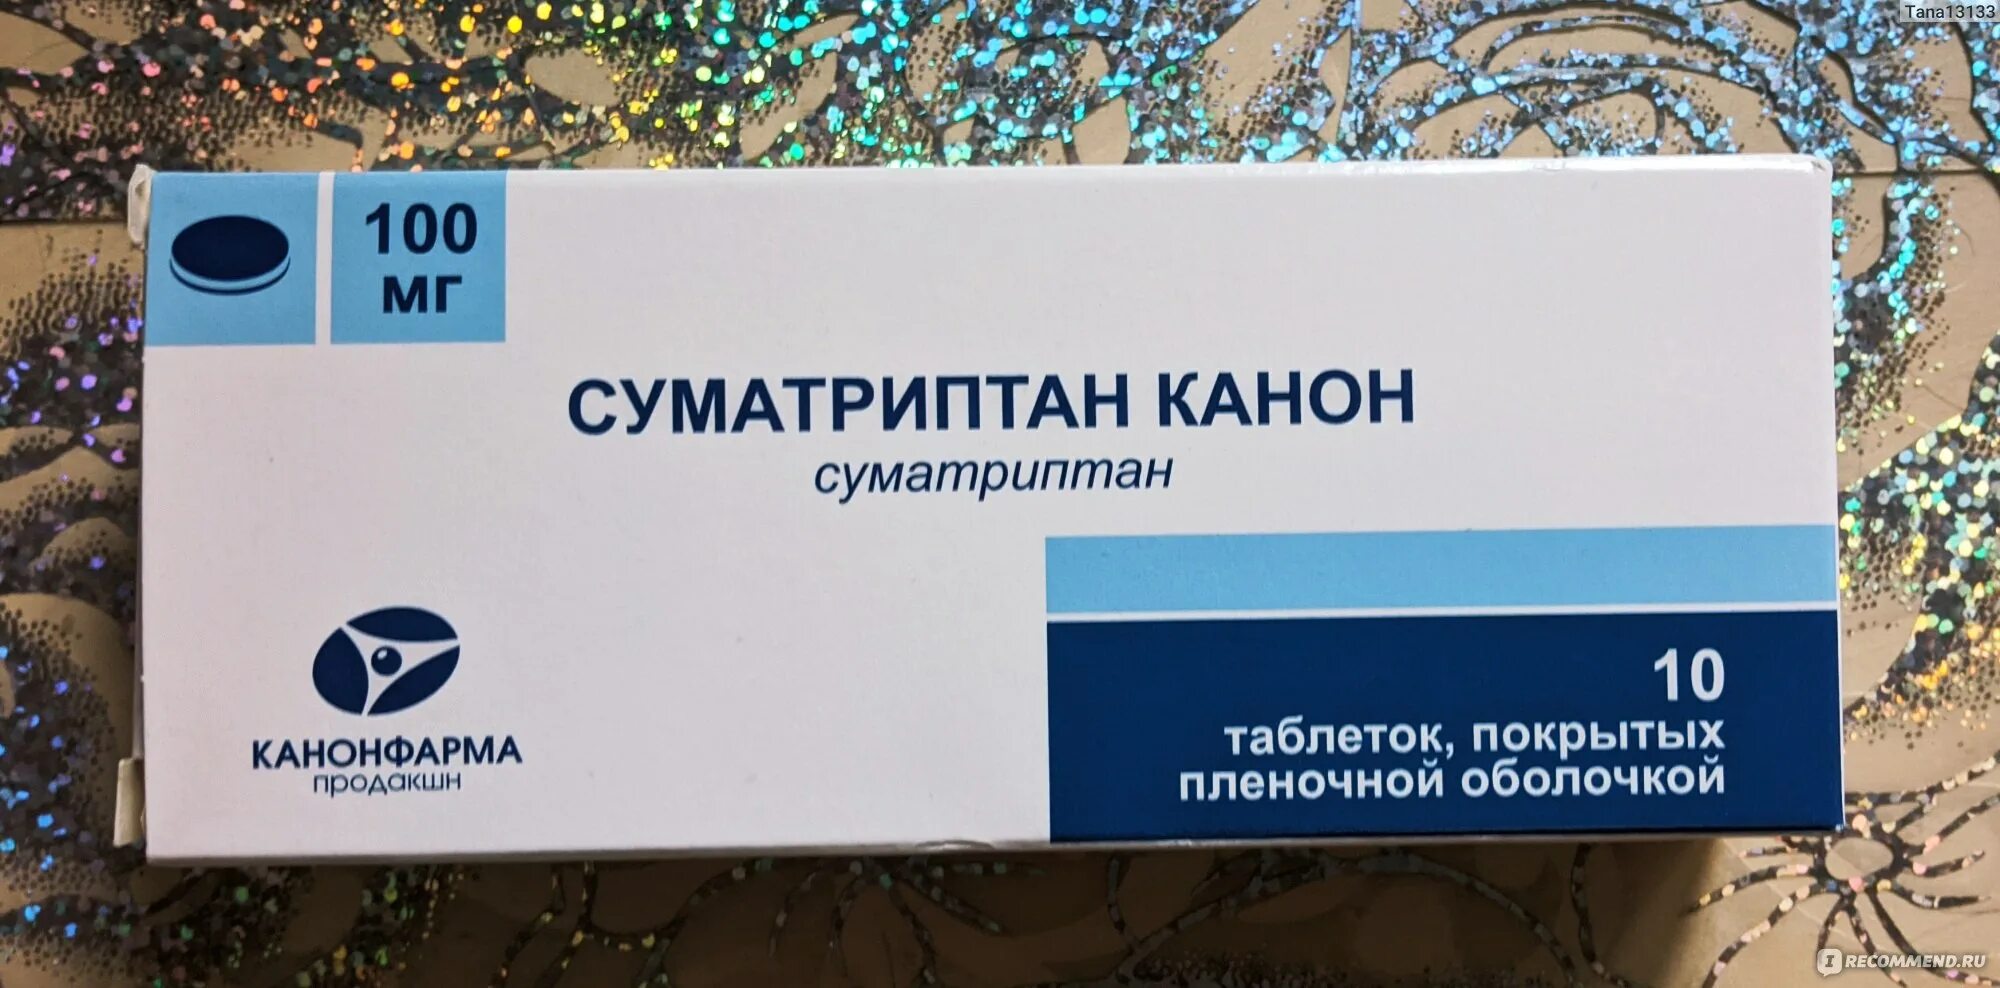 Tana13133
100
мг
СУМАТРИПТАН КАНОН
суматриптан
КАНОНФАРМА
продакшн
10
таблеток, покрытых
пленочной оболочкой
I RECOMMEND.RU